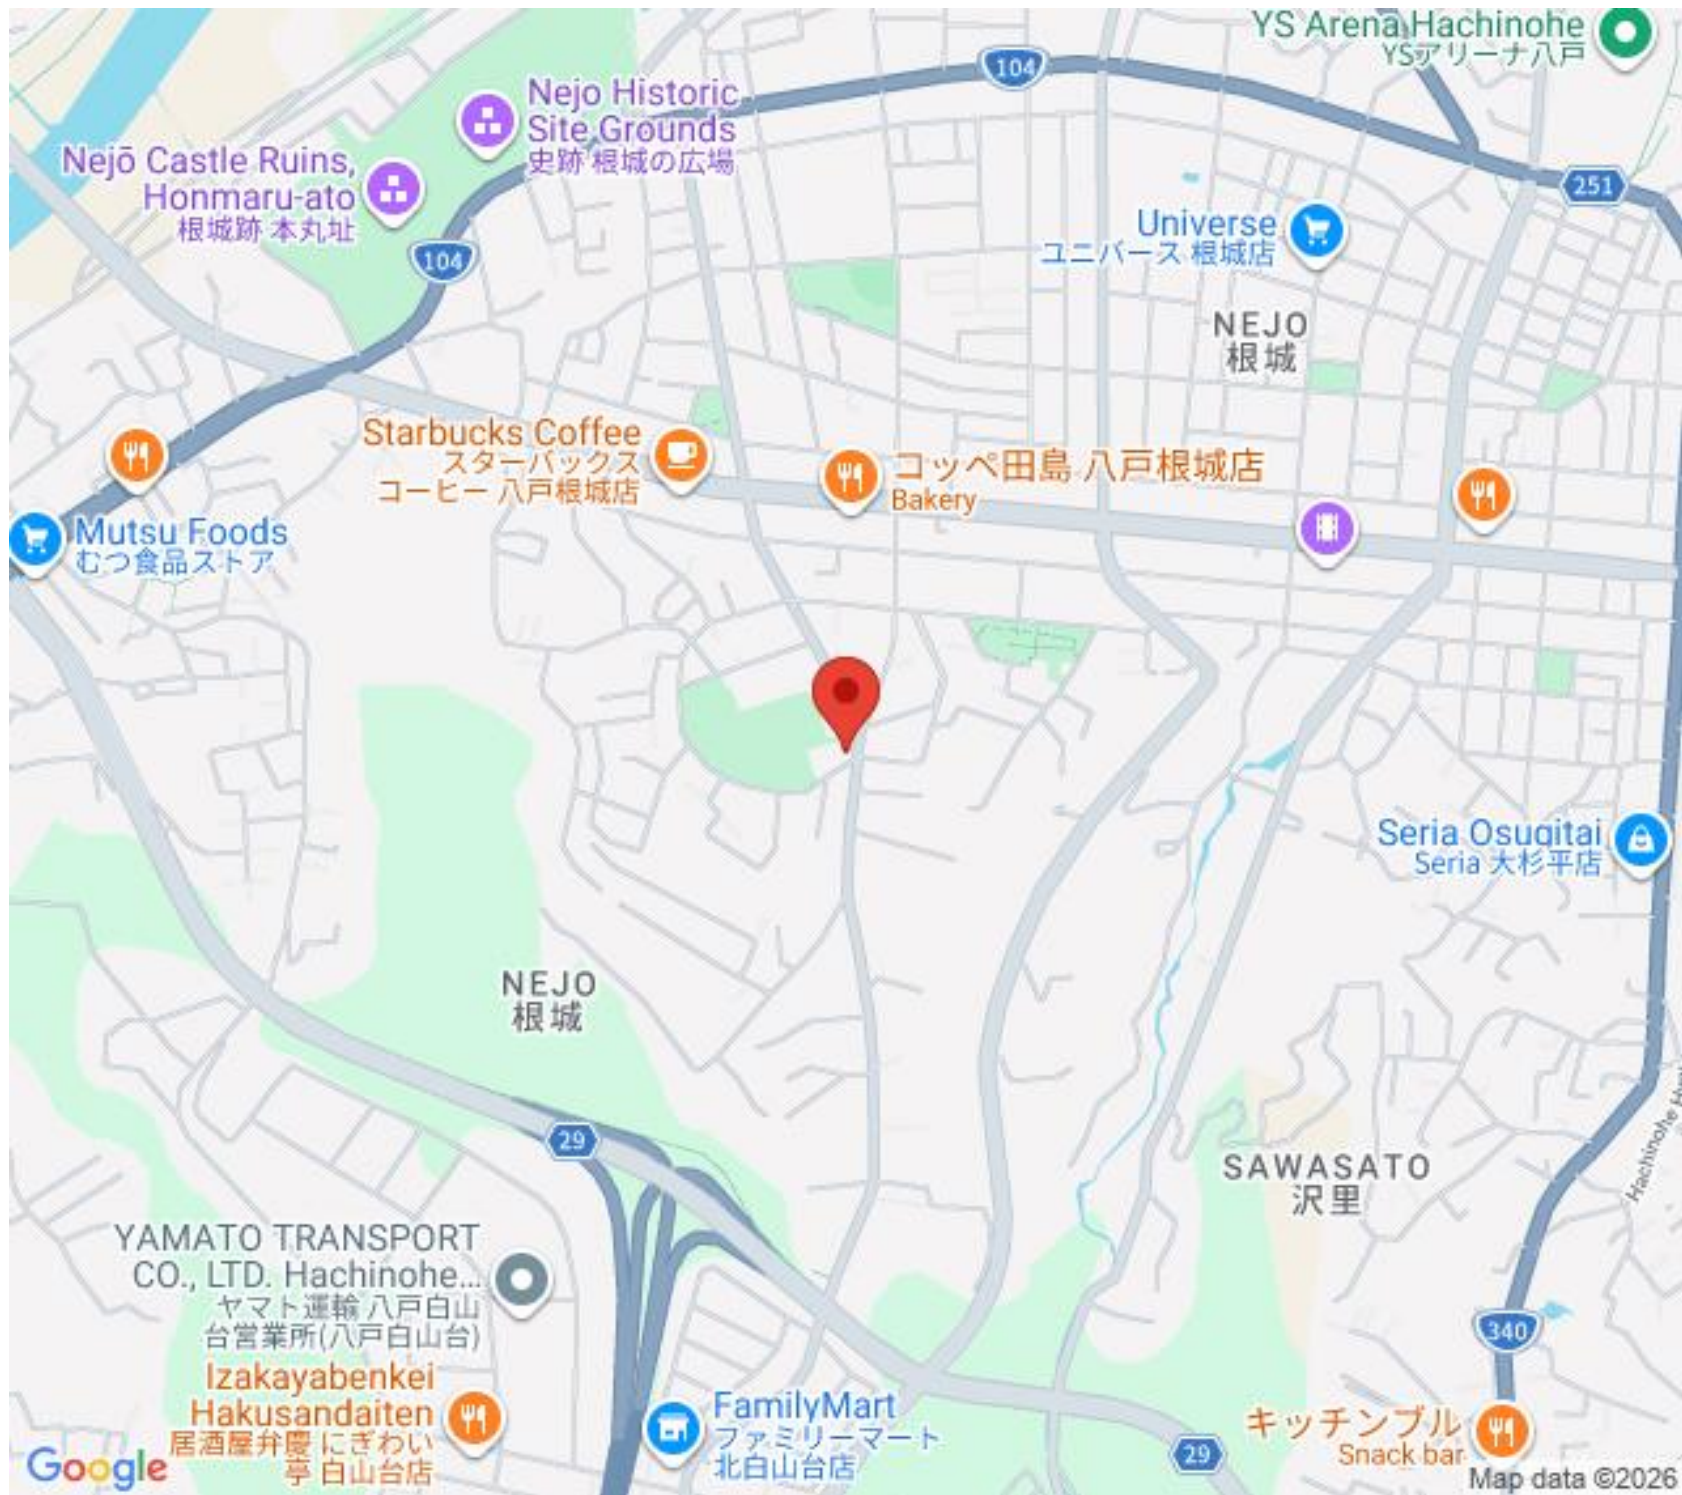 YS Arena Hachinohe
YSアリーナ八戸
104
Nejo Historic
Site Grounds
史跡 根城の広場
Nejō Castle Ruins,
Honmaru-ato
根城跡 本丸址
251
104
Universe
ユニバース 根城店
NEJO
根城
Starbucks Coffee
スターバックス
コーヒー 八戸根城店
コッペ田島 八戸根城店
Bakery
Mutsu Foods
むつ食品ストア
Seria Osugitai
Seria 大杉平店
NEJO
根城
29
SAWASATO
沢里
Hachinohe
YAMATO TRANSPORT
CO., LTD. Hachinohe...
ヤマト運輸 八戸白山
台営業所(八戸白山台)
340
Izakayabenkei
Hakusandaiten
居酒屋弁慶 にぎわい
亭 白山台店
FamilyMart
ファミリーマート
北白山台店
キッチンブル
Snack bar
29
Google
Map data ©2026